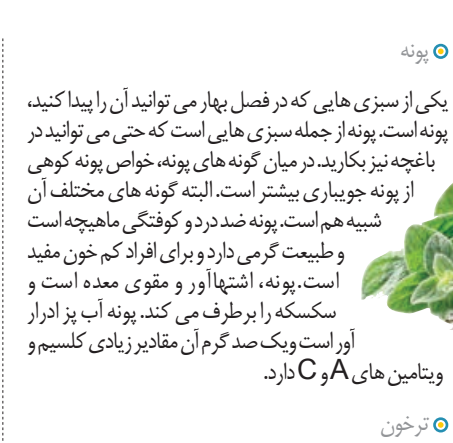 پونه
یکی از سبزی هایی که در فصل بهار می توانید آن را پیدا کنید،
پونه است. پونه از جمله سبزی هایی است که حتی می توانید در
باغچه نیز بکارید. در میان گونه های پونه، خواص پونه کوهی
از پونه جویباری بیشتر است. البته گونه های مختلف آن
شبیه هم است. پونه ضد درد و کوفتگی ماهیچه است
و طبیعت گرمی دارد و برای افراد کم خون مفید
است. پونه، اشتهاآور و مقوی معده است و
سکسکه را برطرف می کند. پونه آب پز ادرار
آور است ویک صد گرم آن مقادیر زیادی کلسیم و
ویتامین های A و C دارد.
ترخون